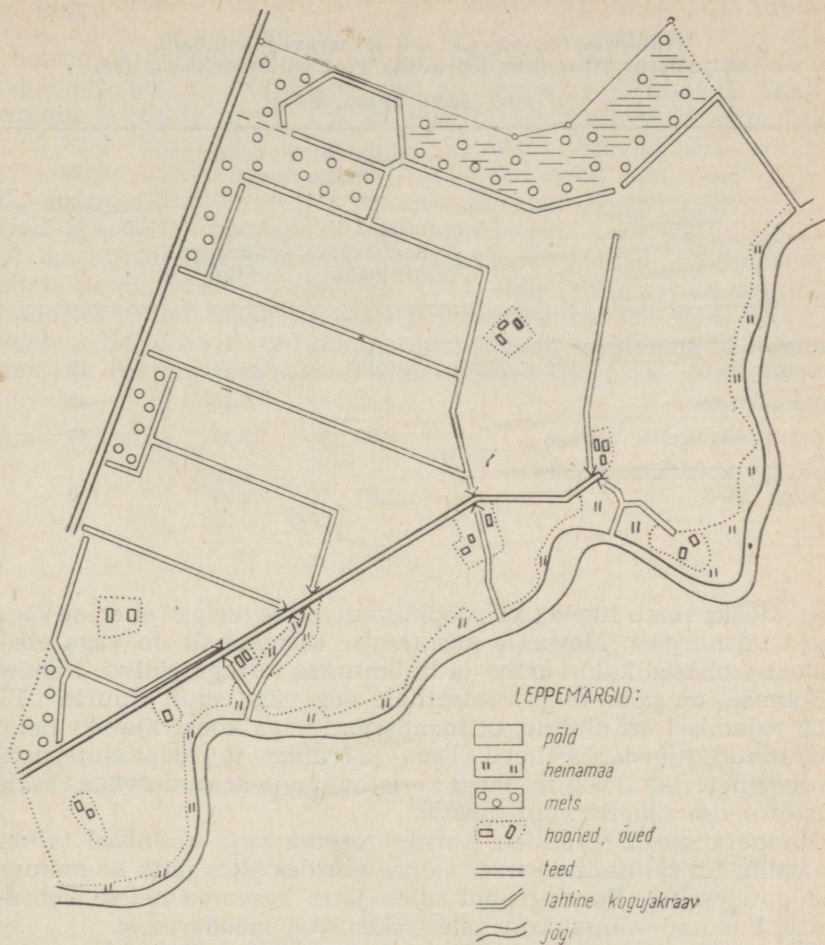 LEPPEMÄRGID:
põld
heinamaa
mets
hooned, õued
teed
lahtine kogujakraav
jõgi